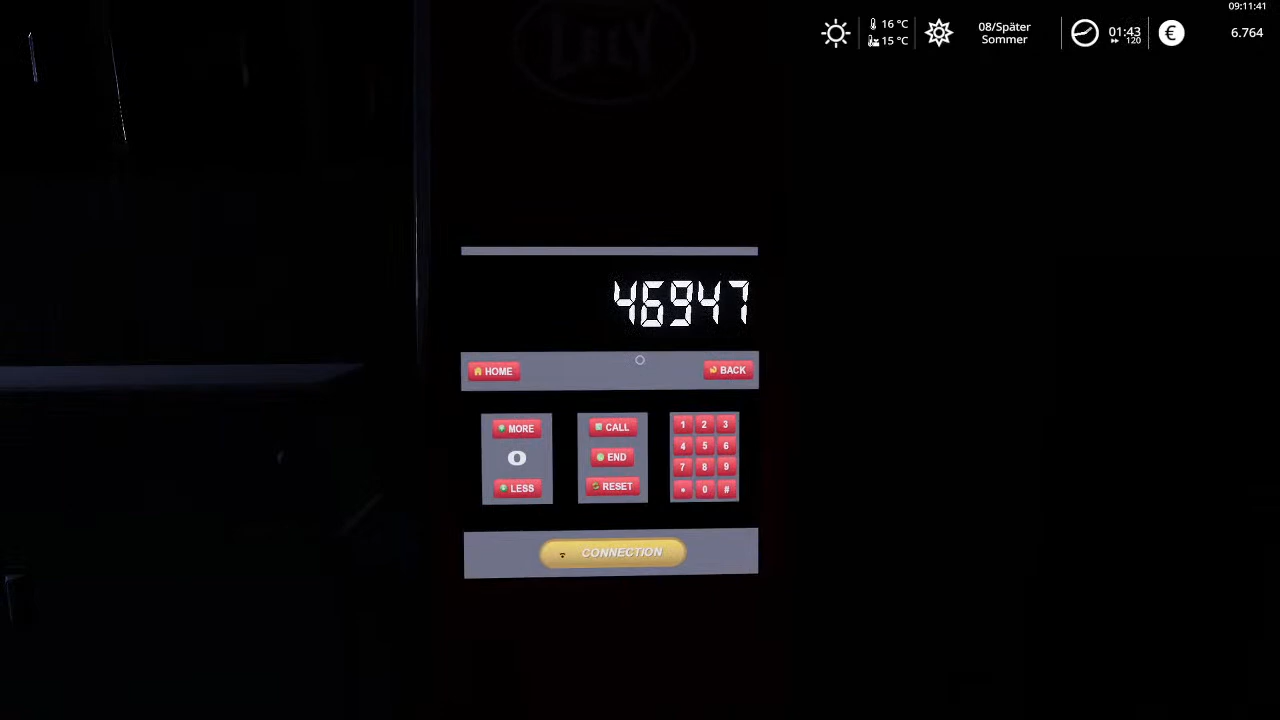 09:11:41
16 °C
15 °C
08/Später
Sommer
01:43
120
€
6.764
LELY
46947
HOME
BACK
MORE
0
LESS
CALL
END
RESET
1 2 3
4 5 6
7 8 9
* 0 #
CONNECTION